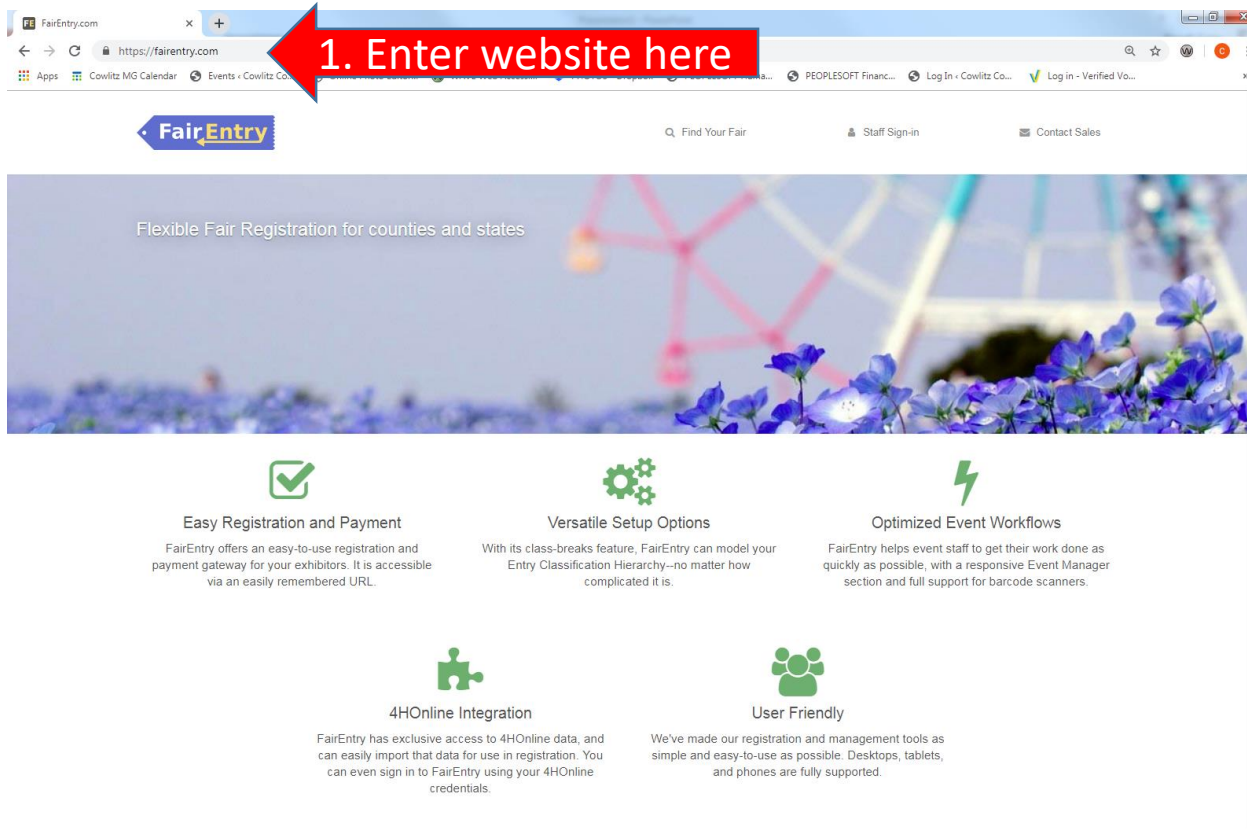 FE FairEntry.com
https://fairentry.com
1. Enter website here
Apps Cowlitz MG Calendar Events ‹ Cowlitz Co... PEOPLESOFT Financ... Log In ‹ Cowlitz Co... Log in - Verified Vo...
FairEntry
Find Your Fair
Staff Sign-in
Contact Sales
Flexible Fair Registration for counties and states
Easy Registration and Payment
FairEntry offers an easy-to-use registration and
payment gateway for your exhibitors. It is accessible
via an easily remembered URL.
Versatile Setup Options
With its class-breaks feature, FairEntry can model your
Entry Classification Hierarchy--no matter how
complicated it is.
Optimized Event Workflows
FairEntry helps event staff to get their work done as
quickly as possible, with a responsive Event Manager
section and full support for barcode scanners.
4HOnline Integration
FairEntry has exclusive access to 4HOnline data, and
can easily import that data for use in registration. You
can even sign in to FairEntry using your 4HOnline
credentials.
User Friendly
We've made our registration and management tools as
simple and easy-to-use as possible. Desktops, tablets,
and phones are fully supported.